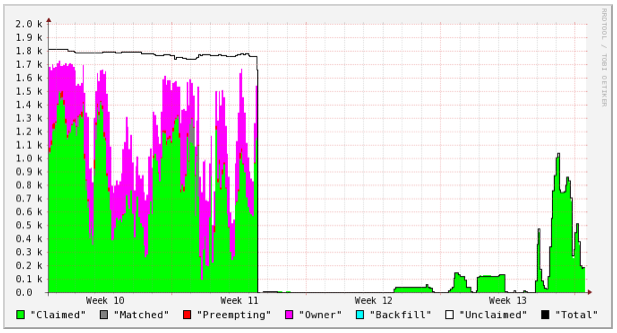 2.0 k
1.9 k
1.8 k
1.7 k
1.6 k
1.5 k
1.4 k
1.3 k
1.2 k
1.1 k
1.0 k
0.9 k
0.8 k
0.7 k
0.6 k
0.5 k
0.4 k
0.3 k
0.2 k
0.1 k
0.0
Week 10 Week 11 Week 12 Week 13
"Claimed" "Matched" "Preempting" "Owner" "Backfill" "Unclaimed" "Total"
RRDTOOL / TOBI OETIKER